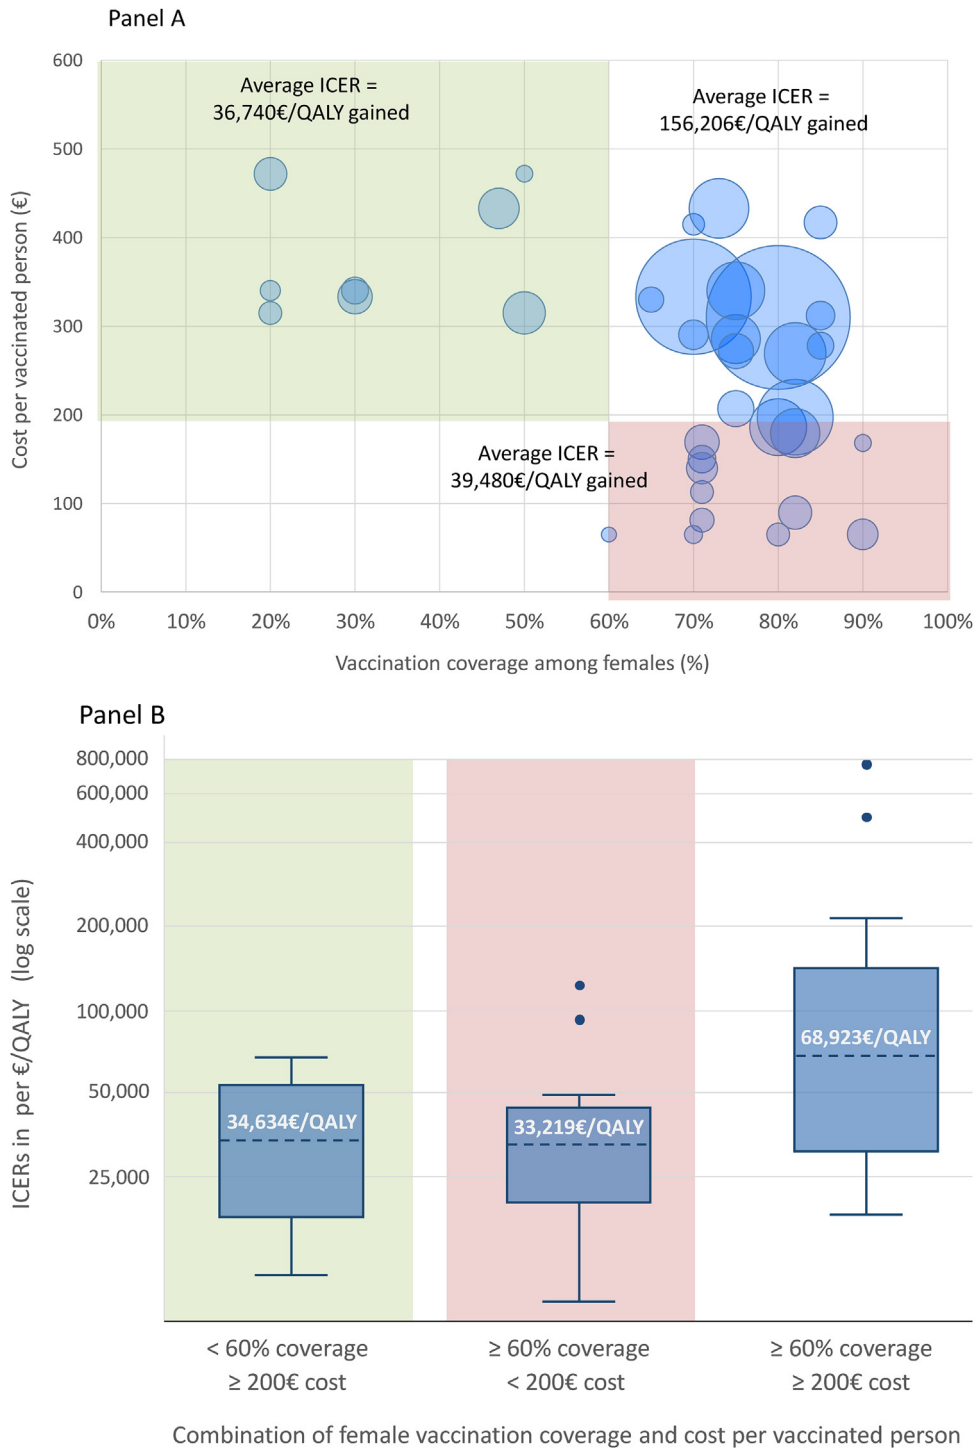 Panel A
600
500
400
300
200
100
0
Cost per vaccinated person (€)
Average ICER =
36,740€/QALY gained
Average ICER =
156,206€/QALY gained
Average ICER =
39,480€/QALY gained
0% 10% 20% 30% 40% 50% 60% 70% 80% 90% 100%
Vaccination coverage among females (%)
Panel B
800,000
600,000
400,000
200,000
100,000
50,000
25,000
ICERs in per €/QALY (log scale)
34,634€/QALY
33,219€/QALY
68,923€/QALY
< 60% coverage
≥ 200€ cost
≥ 60% coverage
< 200€ cost
≥ 60% coverage
≥ 200€ cost
Combination of female vaccination coverage and cost per vaccinated person